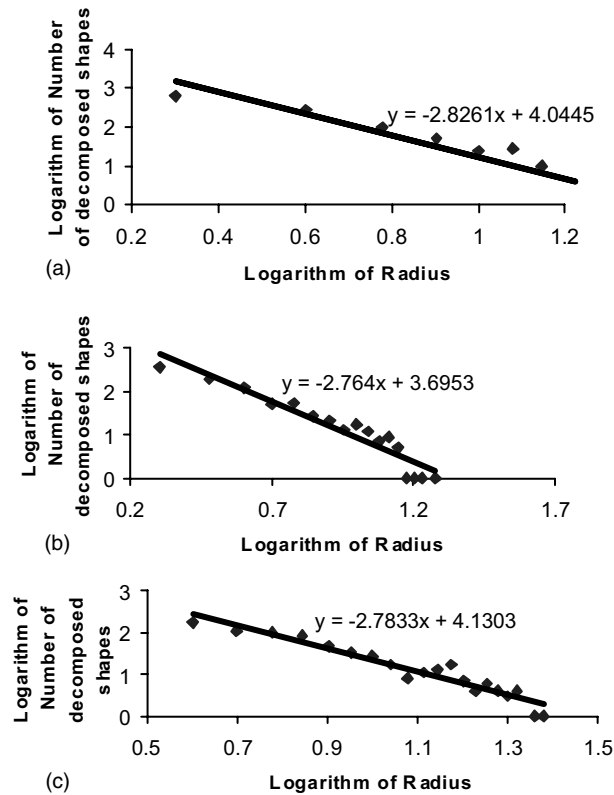 Logarithm of Number
of decomposed shapes
4
3
2
1
0
y = -2.8261x + 4.0445
0.2 0.4 0.6 0.8 1 1.2
(a)
Logarithm of Radius
Logarithm of
Number of
decomposed shapes
3
2
1
0
y = -2.764x + 3.6953
0.2 0.7 1.2 1.7
(b)
Logarithm of Radius
Logarithm of
Number of
decomposed
shapes
3
2
1
0
y = -2.7833x + 4.1303
0.5 0.7 0.9 1.1 1.3 1.5
(c)
Logarithm of Radius